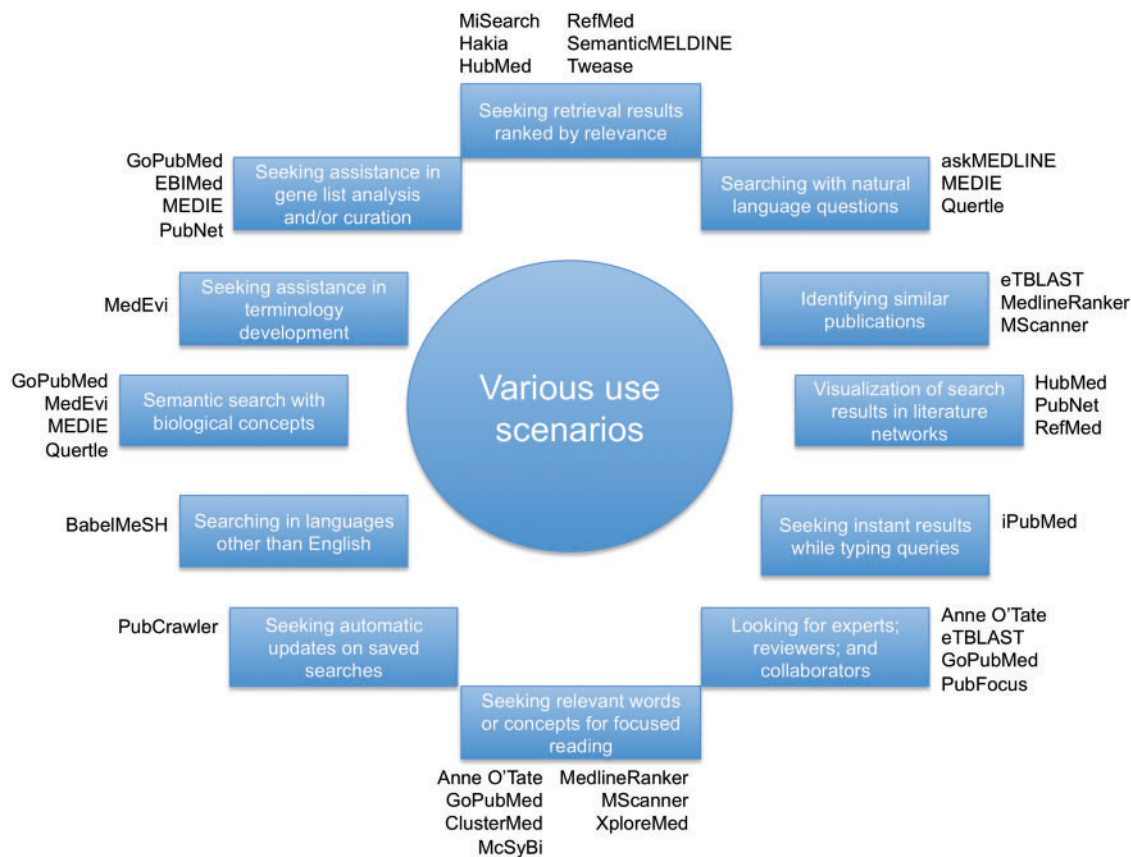 MiSearch
Hakia
HubMed
RefMed
SemanticMELDINE
Twease
Seeking retrieval results
ranked by relevance
GoPubMed
EBIMed
MEDIE
PubNet
Seeking assistance in
gene list analysis
and/or curation
Searching with natural
language questions
askMEDLINE
MEDIE
Quertle
MedEvi
Seeking assistance in
terminology
development
Identifying similar
publications
eTBLAST
MedlineRanker
MScanner
GoPubMed
MedEvi
MEDIE
Quertle
Semantic search with
biological concepts
Various use
scenarios
Visualization of search
results in literature
networks
HubMed
PubNet
RefMed
BabelMeSH
Searching in languages
other than English
Seeking instant results
while typing queries
iPubMed
PubCrawler
Seeking automatic
updates on saved
searches
Looking for experts;
reviewers; and
collaborators
Anne O'Tate
eTBLAST
GoPubMed
PubFocus
Seeking relevant words
or concepts for focused
reading
Anne O'Tate
GoPubMed
ClusterMed
McSyBi
MedlineRanker
MScanner
XploreMed